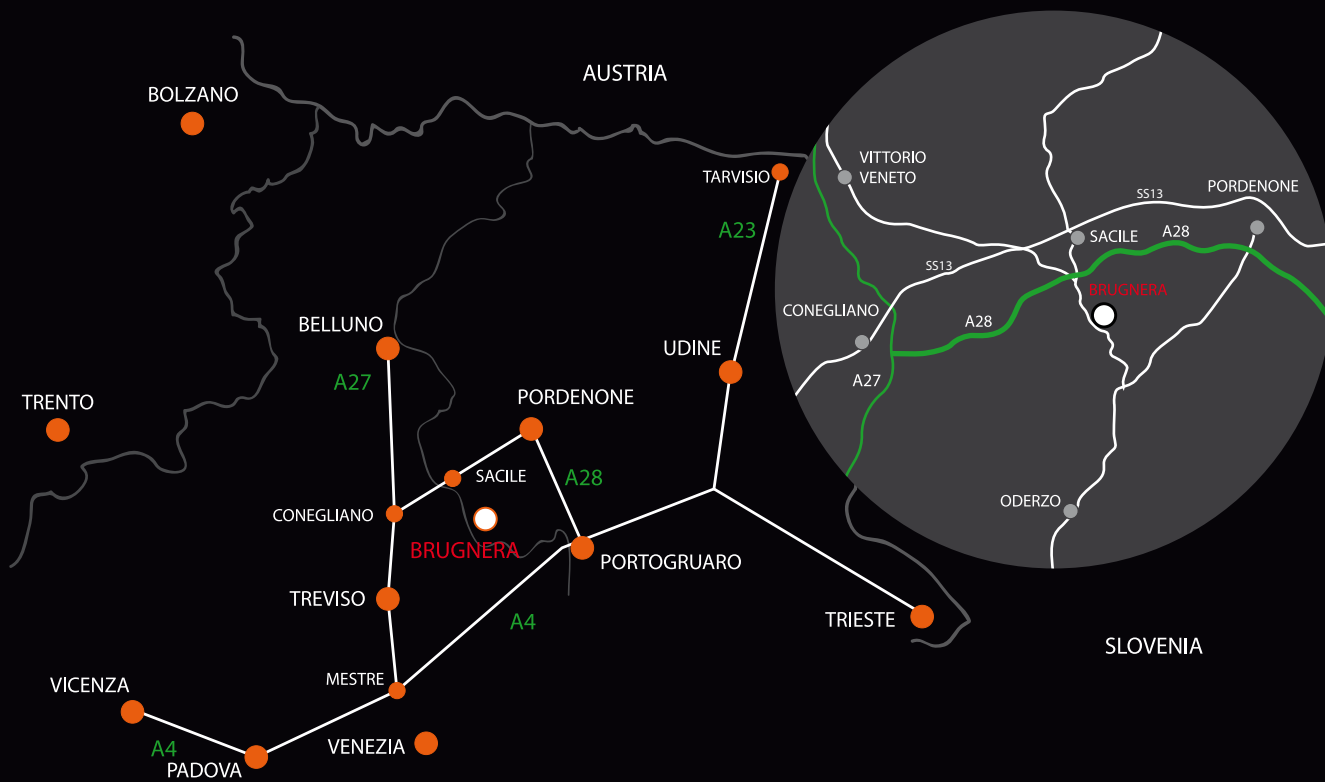 AUSTRIA
BOLZANO
TARVISIO
A23
BELLUNO
A27
UDINE
TRENTO
PORDENONE
SACILE
A28
CONEGLIANO
BRUGNERA
PORTOGRUARO
TREVISO
A4
TRIESTE
SLOVENIA
MESTRE
VICENZA
A4
VENEZIA
PADOVA
VITTORIO
VENETO
SS13
PORDENONE
SACILE
A28
SS13
BRUGNERA
CONEGLIANO
A28
A27
ODERZO